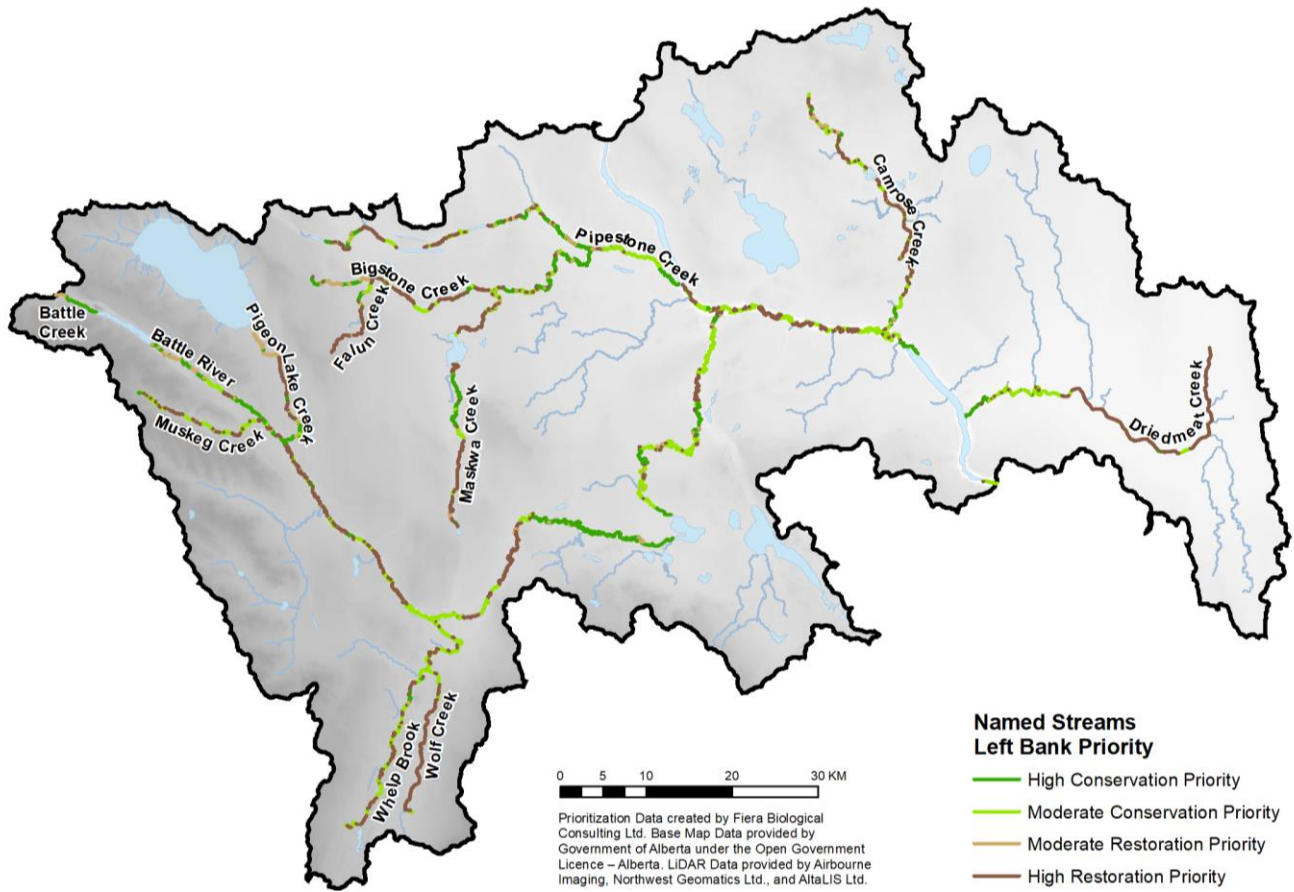 Camrose Creek
Pipestone Creek
Bigstone Creek
Falun Creek
Battle
Creek
Battle River
Pigeon Lake Creek
Muskeg Creek
Maskwa Creek
Driedmeat Creek
Whelp Brook
Wolf Creek
0 5 10 20 30 KM
Prioritization Data created by Fiera Biological
Consulting Ltd. Base Map Data provided by
Government of Alberta under the Open Government
Licence – Alberta. LiDAR Data provided by Airbourne
Imaging, Northwest Geomatics Ltd., and AltaLIS Ltd.
Named Streams
Left Bank Priority
High Conservation Priority
Moderate Conservation Priority
Moderate Restoration Priority
High Restoration Priority